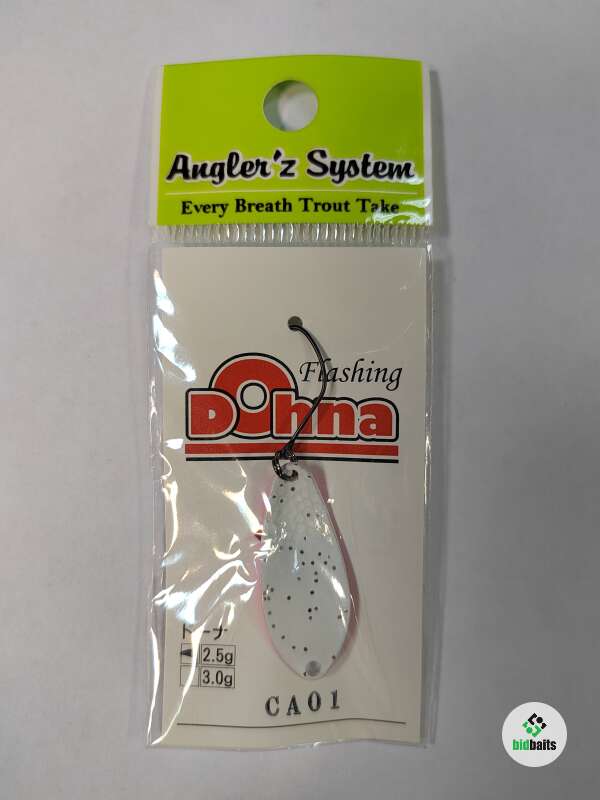 Angler'z System
Every Breath Trout Take
Flashing
Dohna
ドーナ
2.5g
3.0g
CA01
bidbaits